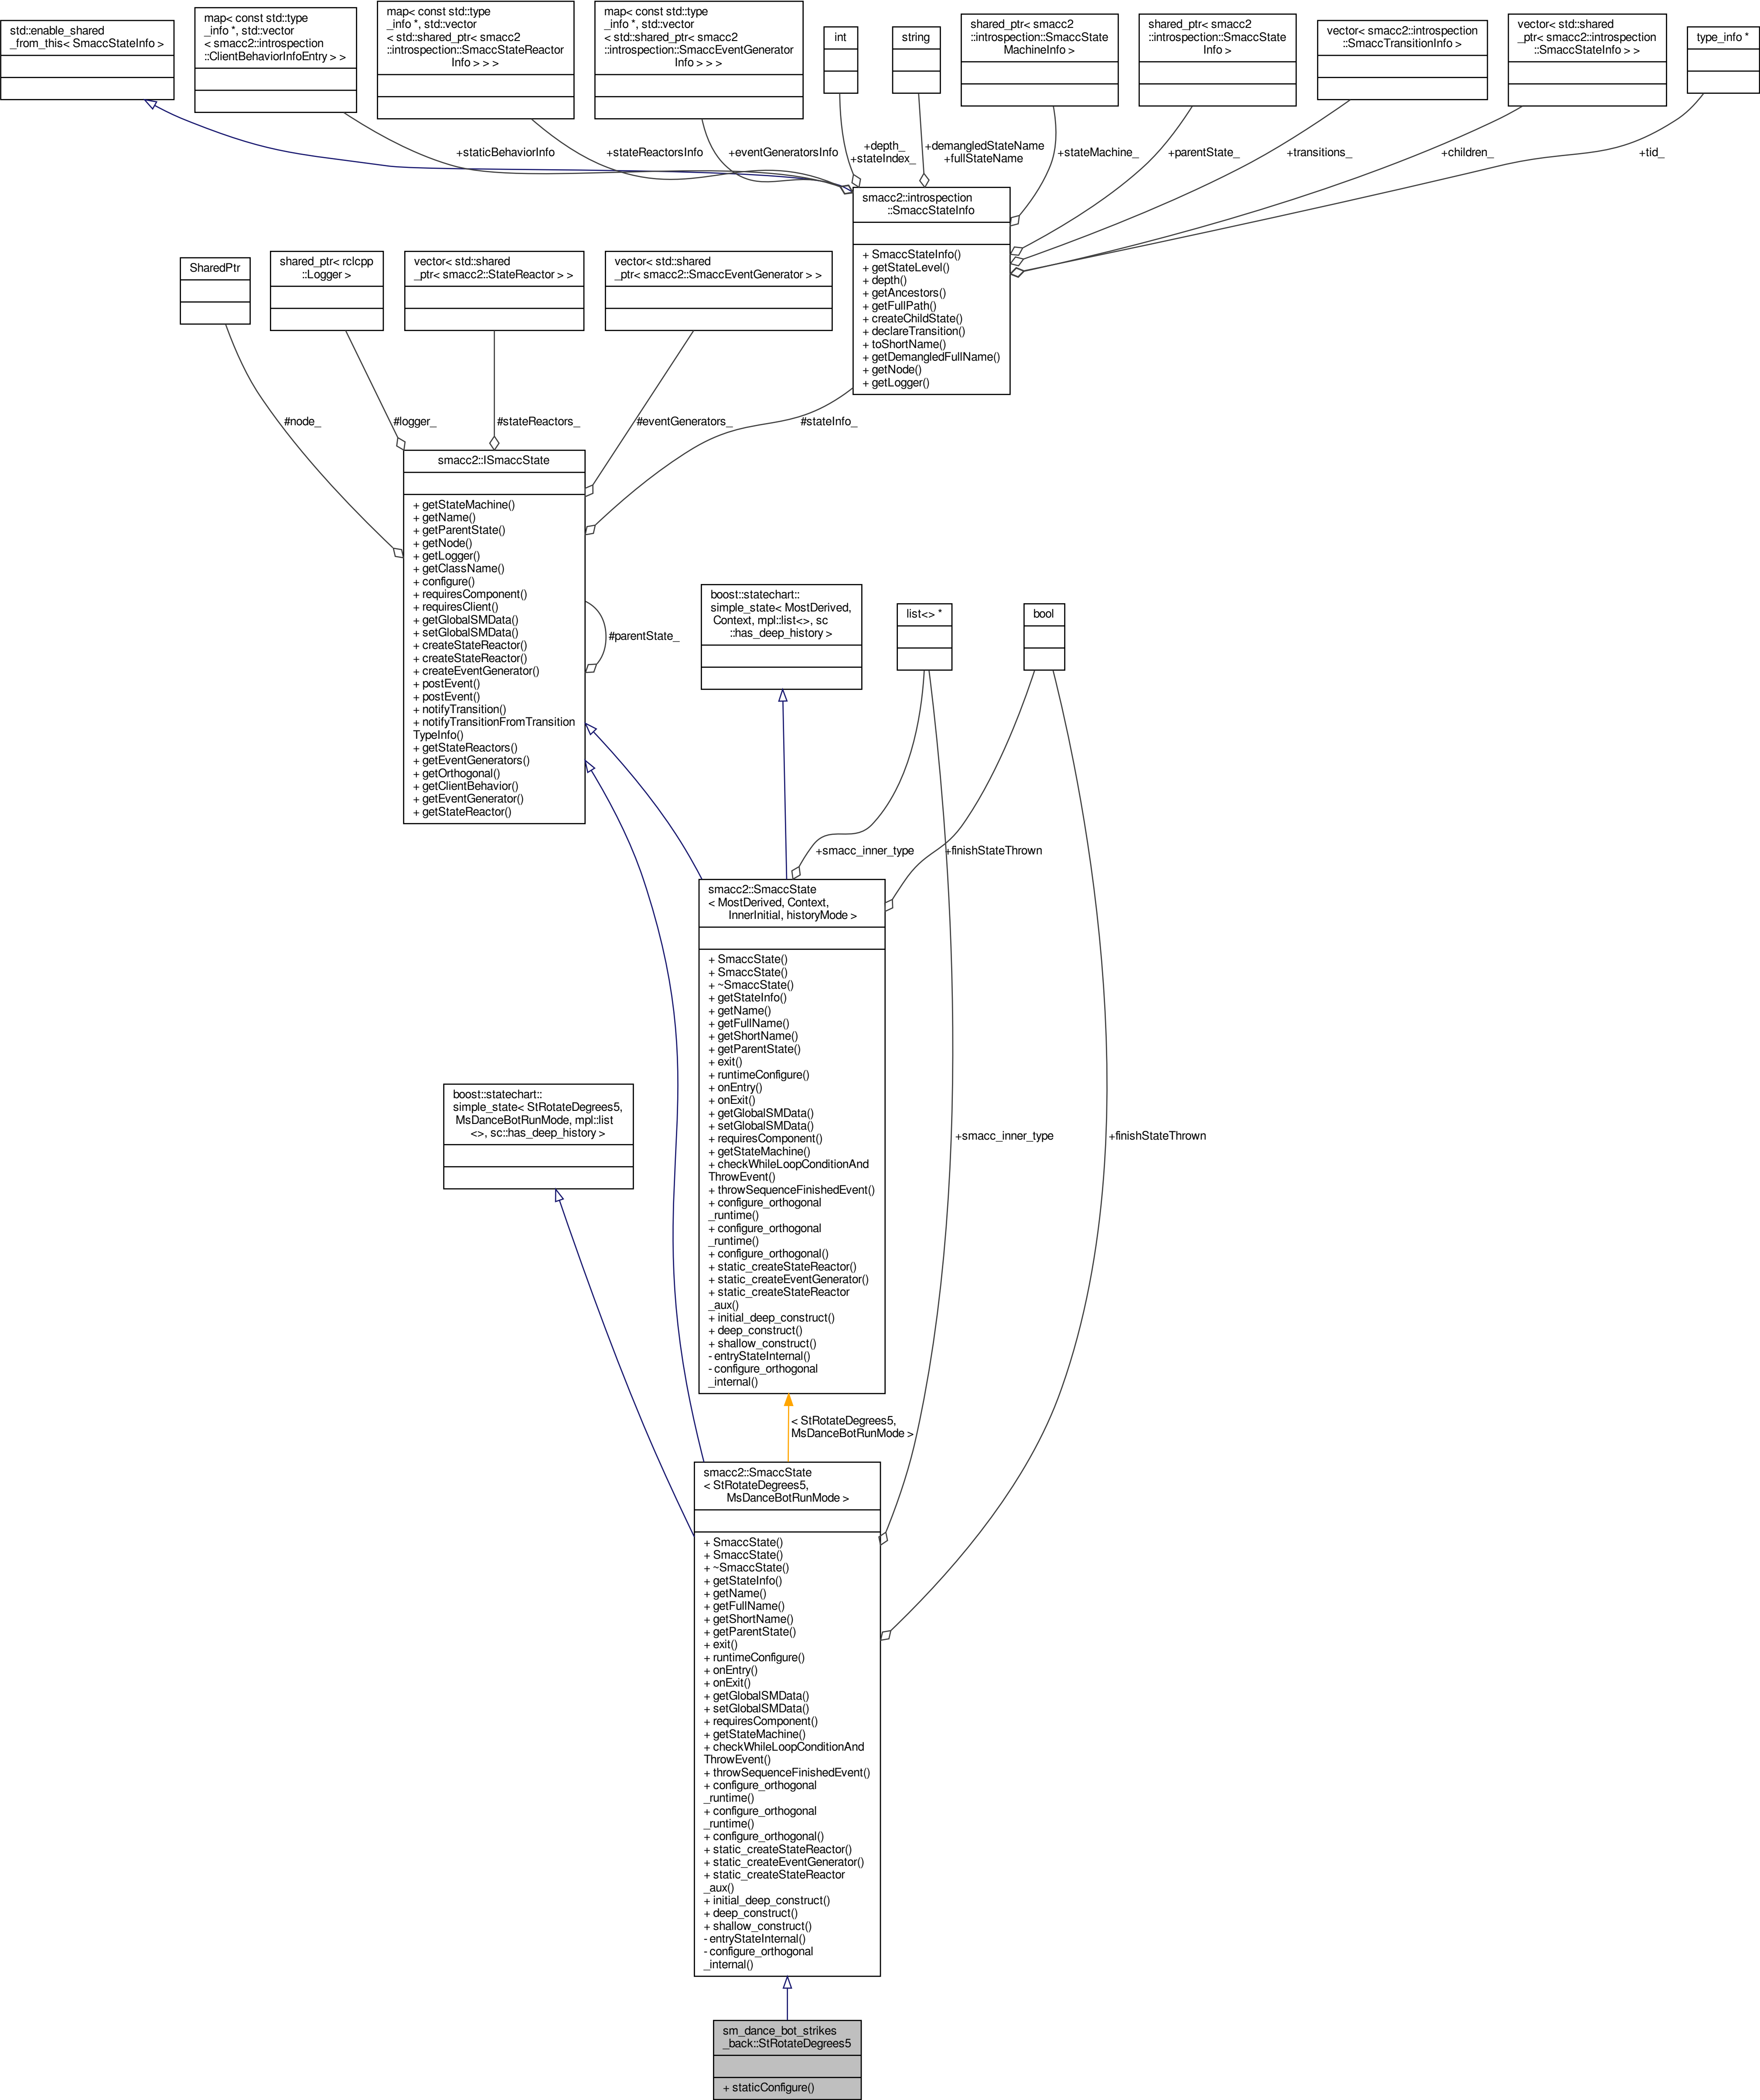 std::enable_shared
_from_this< SmaccStateInfo >
map< const std::type
_info *, std::vector
< smacc2::introspection
::ClientBehaviorInfoEntry > >
map< const std::type
_info *, std::vector
< std::shared_ptr< smacc2
::introspection::SmaccStateReactor
Info > > >
map< const std::type
_info *, std::vector
< std::shared_ptr< smacc2
::introspection::SmaccEventGenerator
Info > > >
int
string
shared_ptr< smacc2
::introspection::SmaccState
MachineInfo >
shared_ptr< smacc2
::introspection::SmaccState
Info >
vector< smacc2::introspection
::SmaccTransitionInfo >
vector< std::shared
_ptr< smacc2::introspection
::SmaccStateInfo > >
type_info *
+staticBehaviorInfo
+stateReactorsInfo
+eventGeneratorsInfo
+depth_
+stateIndex_
+demangledStateName
+fullStateName
+stateMachine_
+parentState_
+transitions_
+children_
+tid_
smacc2::introspection
::SmaccStateInfo
+ SmaccStateInfo()
+ getStateLevel()
+ depth()
+ getAncestors()
+ getFullPath()
+ createChildState()
+ declareTransition()
+ toShortName()
+ getDemangledFullName()
+ getNode()
+ getLogger()
SharedPtr
shared_ptr< rclcpp
::Logger >
vector< std::shared
_ptr< smacc2::StateReactor > >
vector< std::shared
_ptr< smacc2::SmaccEventGenerator > >
#node_
#logger_
#stateReactors_
#eventGenerators_
#stateInfo_
smacc2::ISmaccState
+ getStateMachine()
+ getName()
+ getParentState()
+ getNode()
+ getLogger()
+ getClassName()
+ configure()
+ requiresComponent()
+ requiresClient()
+ getGlobalSMData()
+ setGlobalSMData()
+ createStateReactor()
+ createStateReactor()
+ createEventGenerator()
+ postEvent()
+ postEvent()
+ notifyTransition()
+ notifyTransitionFromTransition
TypeInfo()
+ getStateReactors()
+ getEventGenerators()
+ getOrthogonal()
+ getClientBehavior()
+ getEventGenerator()
+ getStateReactor()
#parentState_
boost::statechart::
simple_state< MostDerived,
Context, mpl::list<>, sc
::has_deep_history >
list<> *
bool
+smacc_inner_type
+finishStateThrown
smacc2::SmaccState
< MostDerived, Context,
InnerInitial, historyMode >
+ SmaccState()
+ SmaccState()
+ ~SmaccState()
+ getStateInfo()
+ getName()
+ getFullName()
+ getShortName()
+ getParentState()
+ exit()
+ runtimeConfigure()
+ onEntry()
+ onExit()
+ getGlobalSMData()
+ setGlobalSMData()
+ requiresComponent()
+ getStateMachine()
+ checkWhileLoopConditionAnd
ThrowEvent()
+ throwSequenceFinishedEvent()
+ configure_orthogonal
_runtime()
+ configure_orthogonal
_runtime()
+ configure_orthogonal()
+ static_createStateReactor()
+ static_createEventGenerator()
+ static_createStateReactor
_aux()
+ initial_deep_construct()
+ deep_construct()
+ shallow_construct()
- entryStateInternal()
- configure_orthogonal
_internal()
boost::statechart::
simple_state< StRotateDegrees5,
MsDanceBotRunMode, mpl::list
<>, sc::has_deep_history >
+smacc_inner_type
+finishStateThrown
< StRotateDegrees5,
MsDanceBotRunMode >
smacc2::SmaccState
< StRotateDegrees5,
MsDanceBotRunMode >
+ SmaccState()
+ SmaccState()
+ ~SmaccState()
+ getStateInfo()
+ getName()
+ getFullName()
+ getShortName()
+ getParentState()
+ exit()
+ runtimeConfigure()
+ onEntry()
+ onExit()
+ getGlobalSMData()
+ setGlobalSMData()
+ requiresComponent()
+ getStateMachine()
+ checkWhileLoopConditionAnd
ThrowEvent()
+ throwSequenceFinishedEvent()
+ configure_orthogonal
_runtime()
+ configure_orthogonal
_runtime()
+ configure_orthogonal()
+ static_createStateReactor()
+ static_createEventGenerator()
+ static_createStateReactor
_aux()
+ initial_deep_construct()
+ deep_construct()
+ shallow_construct()
- entryStateInternal()
- configure_orthogonal
_internal()
sm_dance_bot_strikes
_back::StRotateDegrees5
+ staticConfigure()